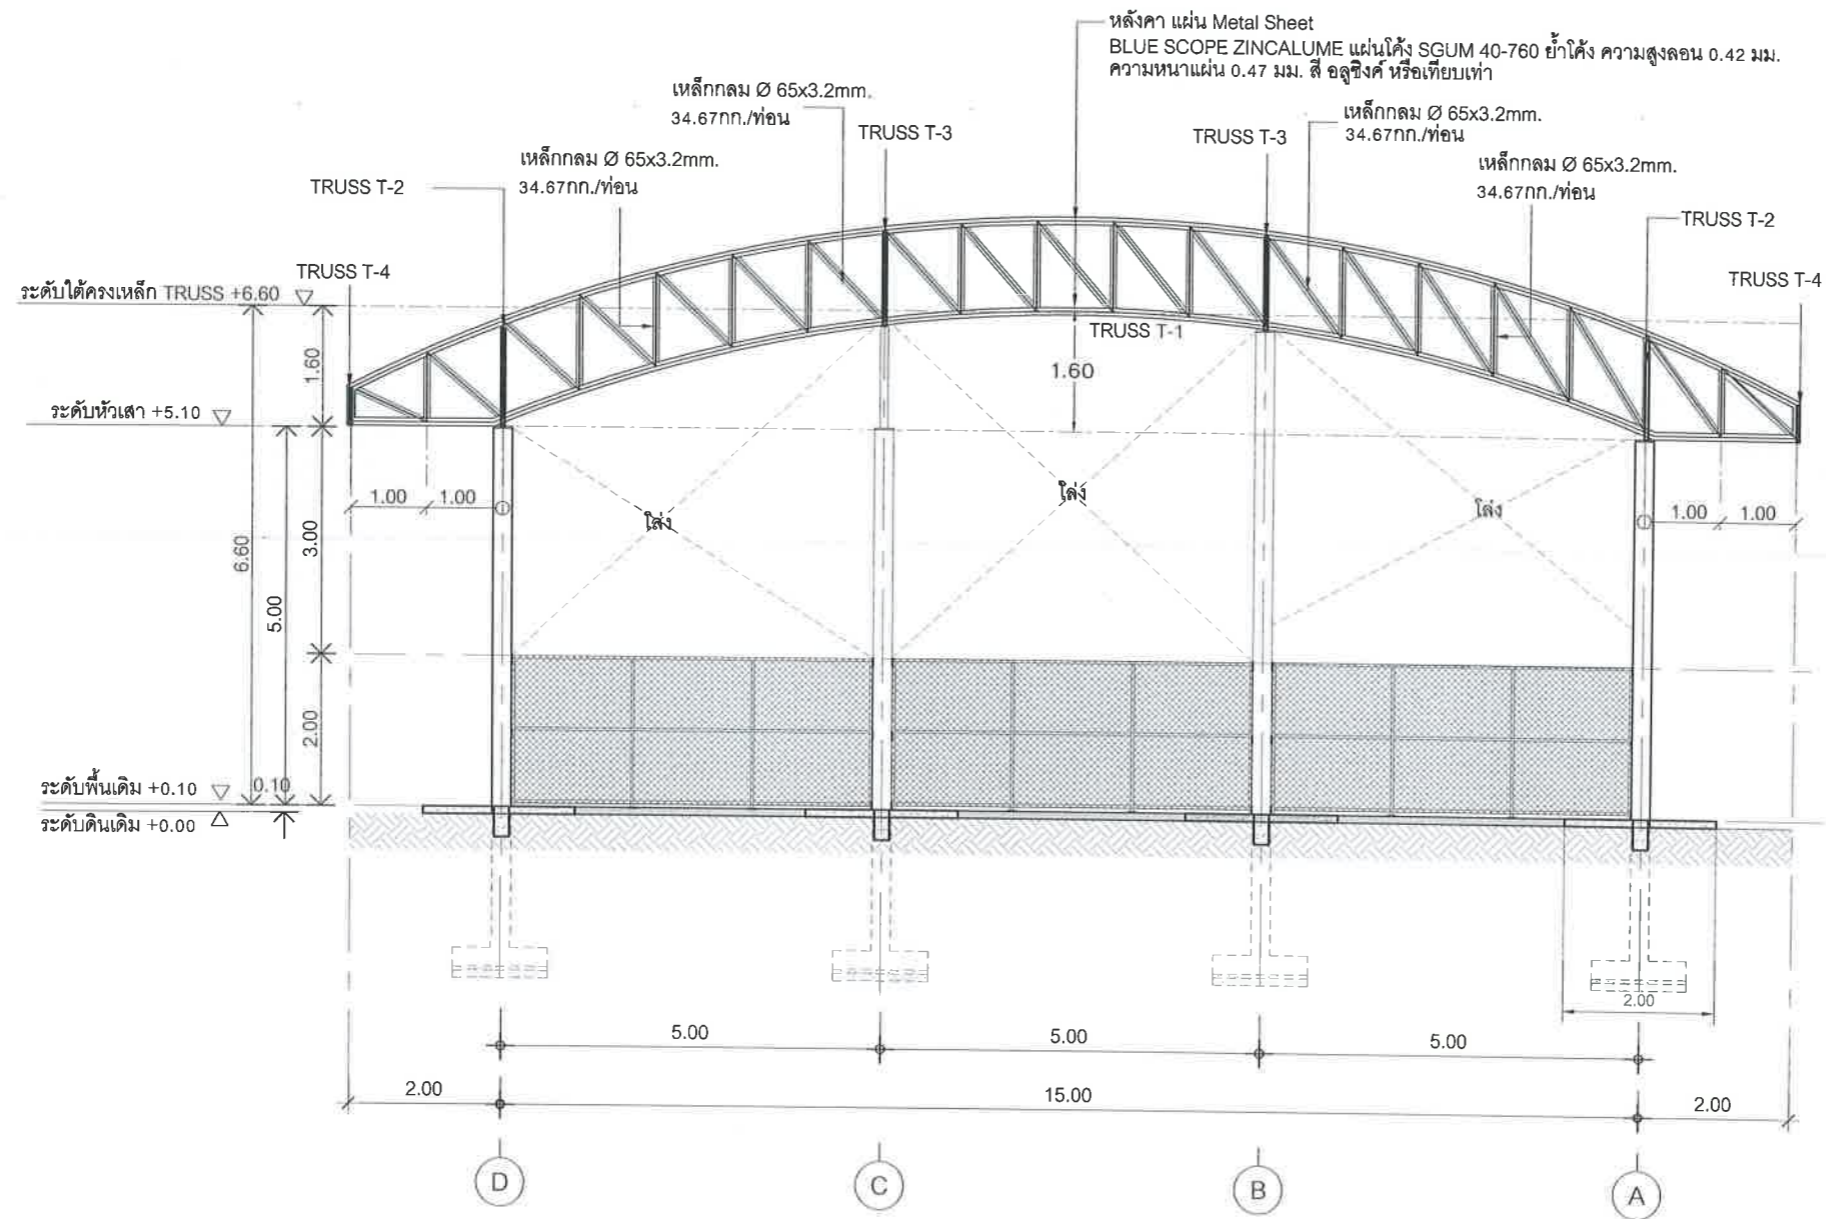 หลังคา แผ่น Metal Sheet
BLUE SCOPE ZINCALUME แผ่นโค้ง SGUM 40-760 ย้ำโค้ง ความสูงลอน 0.42 มม.
ความหนาแผ่น 0.47 มม. สี อลูซิงค์ หรือเทียบเท่า
เหล็กกลม Ø 65x3.2mm.
34.67กก./ท่อน
เหล็กกลม Ø 65x3.2mm.
34.67กก./ท่อน
TRUSS T-3
TRUSS T-3
เหล็กกลม Ø 65x3.2mm.
34.67กก./ท่อน
เหล็กกลม Ø 65x3.2mm.
34.67กก./ท่อน
TRUSS T-2
TRUSS T-2
TRUSS T-4
TRUSS T-4
ระดับใต้ครงเหล็ก TRUSS +6.60
TRUSS T-1
1.60
1.60
ระดับหัวเสา +5.10
1.00
1.00
1.00
1.00
โล่ง
โล่ง
โล่ง
6.60
3.00
5.00
2.00
0.10
ระดับพื้นเดิม +0.10
ระดับดินเดิม +0.00
2.00
5.00
5.00
5.00
2.00
15.00
2.00
D
C
B
A